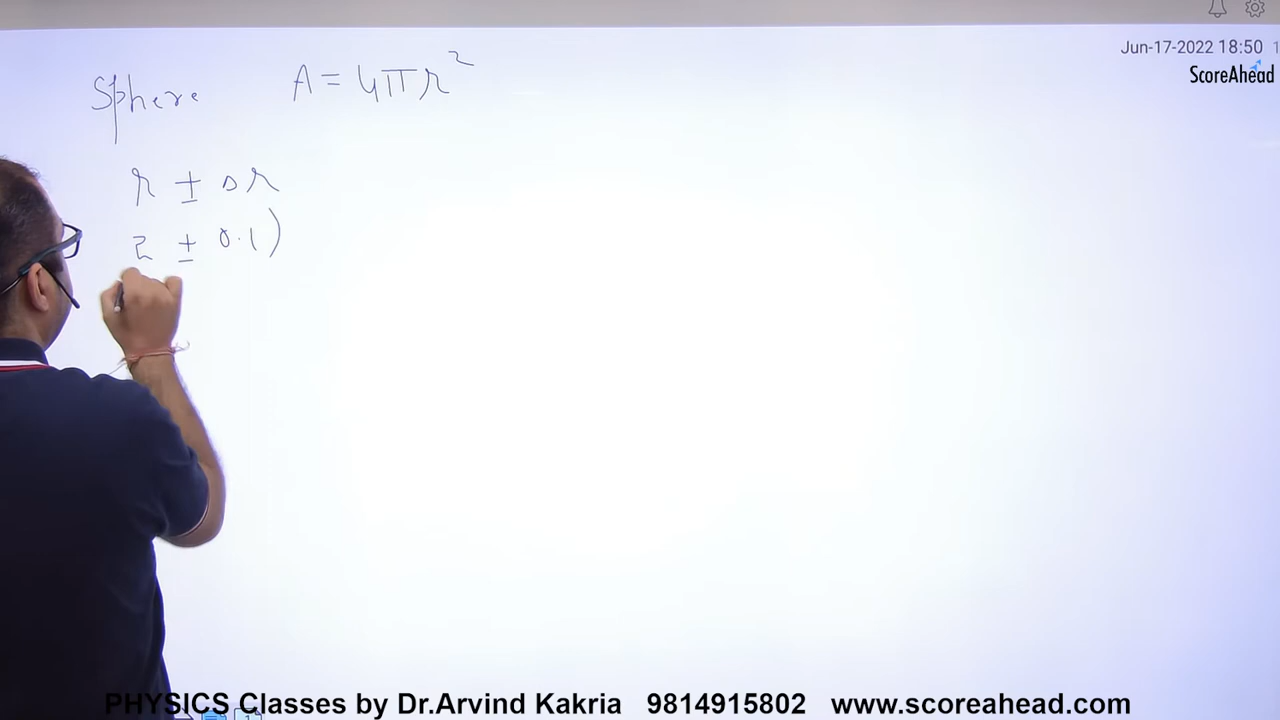 Jun-17-2022 18:50
ScoreAhead
Sphere A = 4πr²
r ± Δr
2 ± 0.1)
PHYSICS Classes by Dr.Arvind Kakria 9814915802 www.scoreahead.com